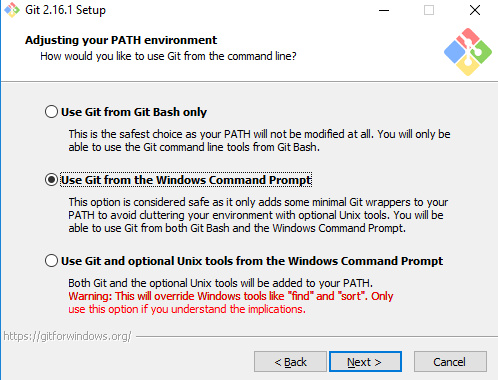 Git 2.16.1 Setup
Adjusting your PATH environment
How would you like to use Git from the command line?
Use Git from Git Bash only
This is the safest choice as your PATH will not be modified at all. You will only be
able to use the Git command line tools from Git Bash.
Use Git from the Windows Command Prompt
This option is considered safe as it only adds some minimal Git wrappers to your
PATH to avoid cluttering your environment with optional Unix tools. You will be
able to use Git from both Git Bash and the Windows Command Prompt.
Use Git and optional Unix tools from the Windows Command Prompt
Both Git and the optional Unix tools will be added to your PATH.
Warning: This will override Windows tools like "find" and "sort". Only
use this option if you understand the implications.
https://gitforwindows.org/
< Back
Next >
Cancel